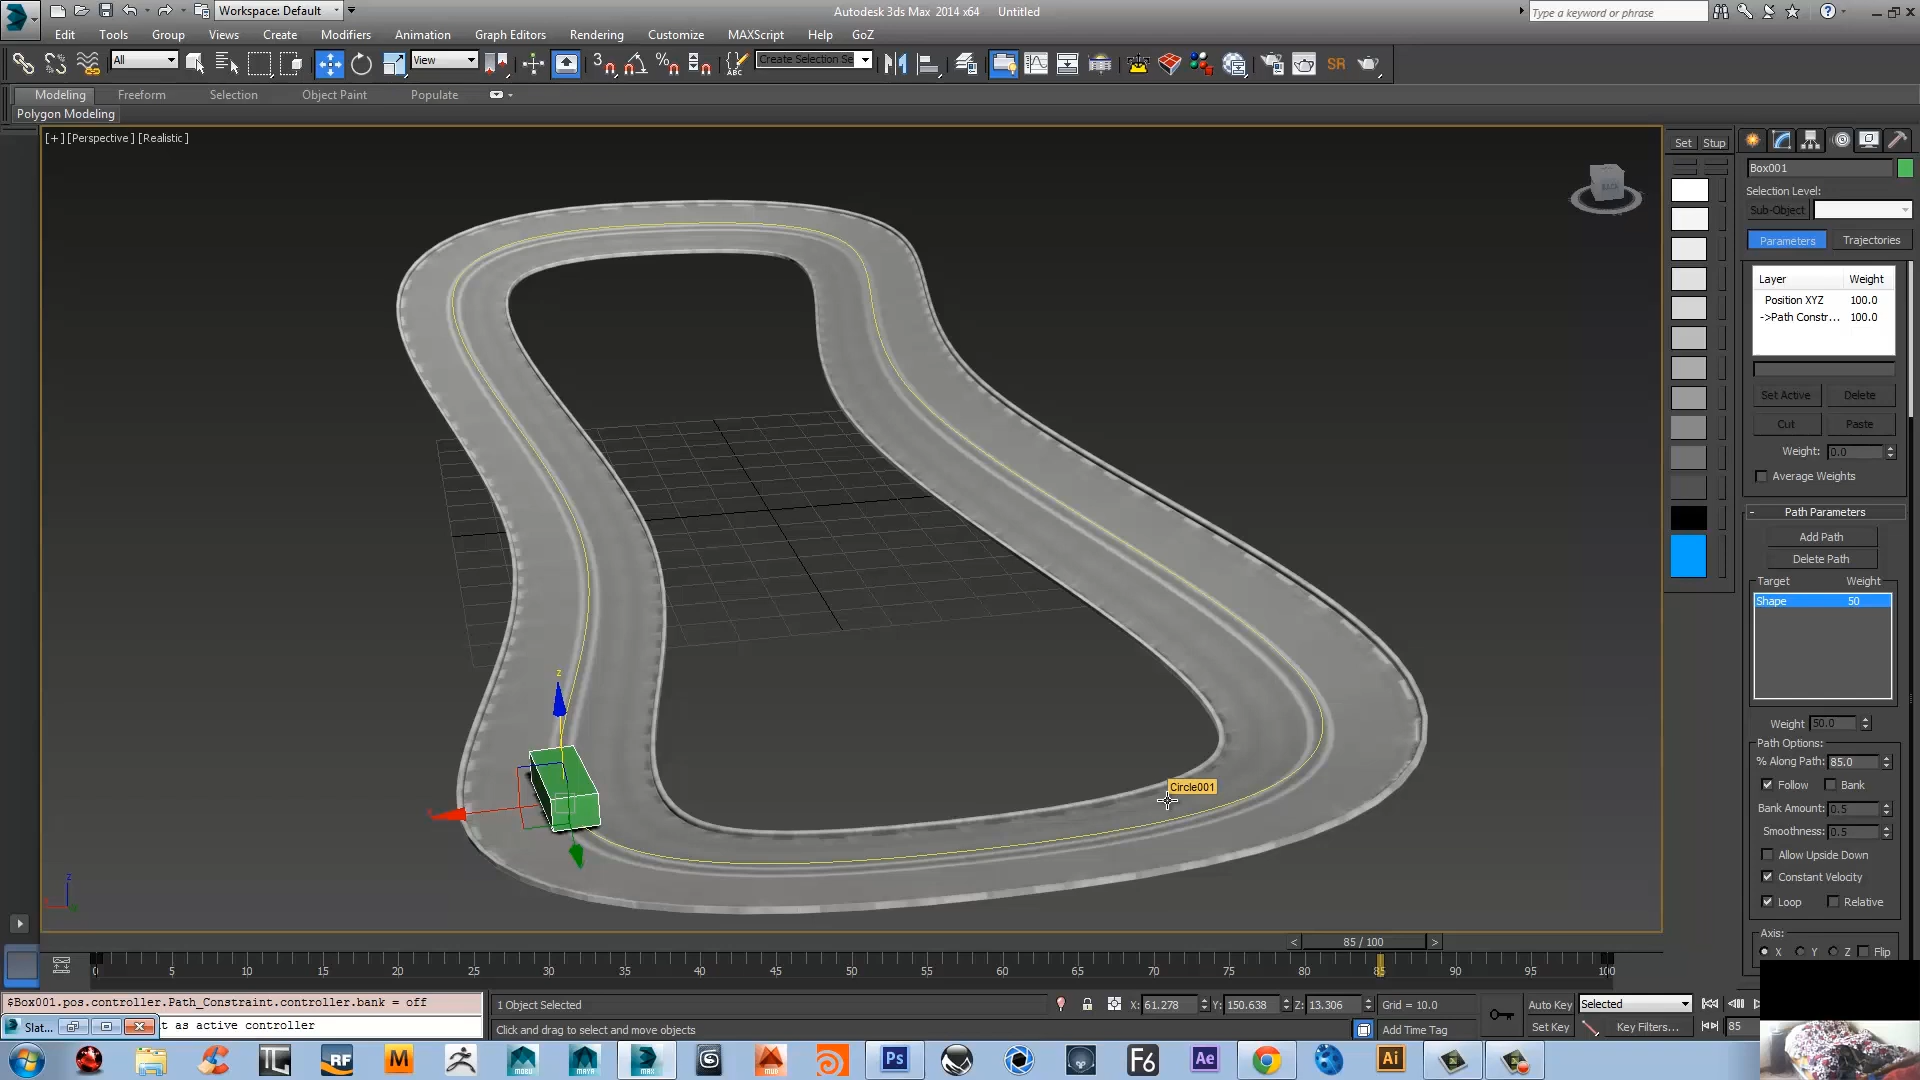 Workspace: Default
Autodesk 3ds Max 2014 x64 Untitled
Type a keyword or phrase
Edit Tools Group Views Create Modifiers Animation Graph Editors Rendering Customize MAXScript Help GoZ
All
View
3
ABC
Create Selection Se
SR
Modeling Freeform Selection Object Paint Populate
Polygon Modeling
[+] [Perspective] [Realistic]
Set Stup
Box001
Selection Level:
Sub-Object
Parameters Trajectories
Layer Weight
Position XYZ 100.0
->Path Constr... 100.0
Set Active Delete
Cut Paste
Weight: 0.0
Average Weights
- Path Parameters
Add Path
Delete Path
Target Weight
Shape 50
Weight 50.0
Path Options:
% Along Path: 85.0
Follow Bank
Bank Amount: 0.5
Smoothness: 0.5
Allow Upside Down
Constant Velocity
Loop Relative
Axis:
X Y Z Flip
z
Circle001
z
< 85 / 100 >
0 5 10 15 20 25 30 35 40 45 50 55 60 65 70 75 80 85 90 95 100
$Box001.pos.controller.Path_Constraint.controller.bank = off
t as active controller
Slat...
1 Object Selected
X: 61.278 Y: 150.638 Z: 13.306 Grid = 10.0
Click and drag to select and move objects
Add Time Tag
Auto Key Selected
Set Key Key Filters...
85
TL RF M MOBU MAYA MAX S MUD Ps F6 Ae Ai